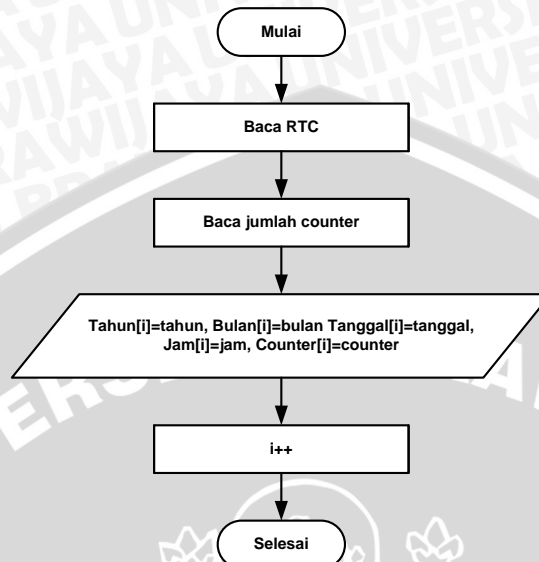 Mulai
Baca RTC
Baca jumlah counter
Tahun[i]=tahun, Bulan[i]=bulan Tanggal[i]=tanggal,
Jam[i]=jam, Counter[i]=counter
i++
Selesai